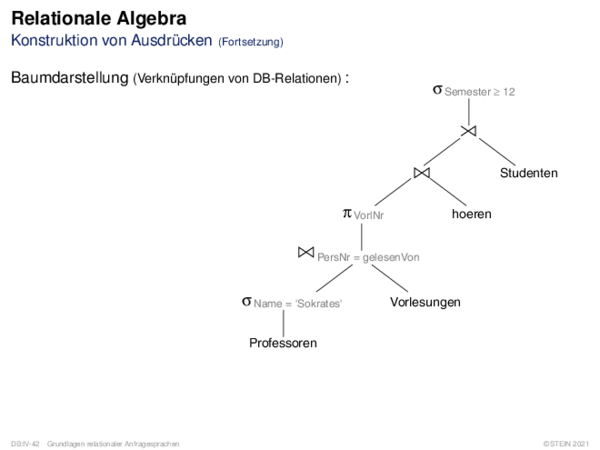 Relationale Algebra
Konstruktion von Ausdrücken (Fortsetzung)
Baumdarstellung (Verknüpfungen von DB-Relationen) :
σ Semester ≥ 12
⋈
⋈ Studenten
π VorlNr hoeren
⋈ PersNr = gelesenVon
σ Name = 'Sokrates' Vorlesungen
Professoren
DB:IV-42 Grundlagen relationaler Anfragesprachen ©STEIN 2021